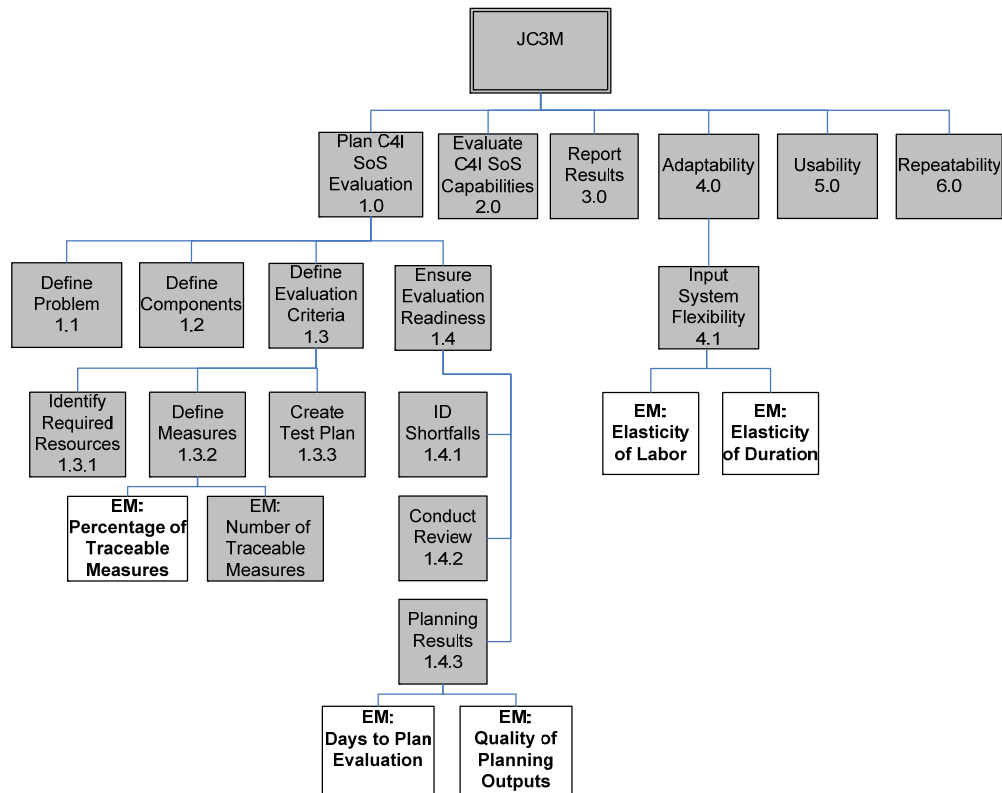 JC3M
Plan C4I
SoS
Evaluation
1.0
Evaluate
C4I SoS
Capabilities
2.0
Report
Results
3.0
Adaptability
4.0
Usability
5.0
Repeatability
6.0
Define
Problem
1.1
Define
Components
1.2
Define
Evaluation
Criteria
1.3
Ensure
Evaluation
Readiness
1.4
Input
System
Flexibility
4.1
Identify
Required
Resources
1.3.1
Define
Measures
1.3.2
Create
Test Plan
1.3.3
ID
Shortfalls
1.4.1
EM:
Elasticity
of Labor
EM:
Elasticity
of Duration
EM:
Percentage of
Traceable
Measures
EM:
Number of
Traceable
Measures
Conduct
Review
1.4.2
Planning
Results
1.4.3
EM:
Days to Plan
Evaluation
EM:
Quality of
Planning
Outputs